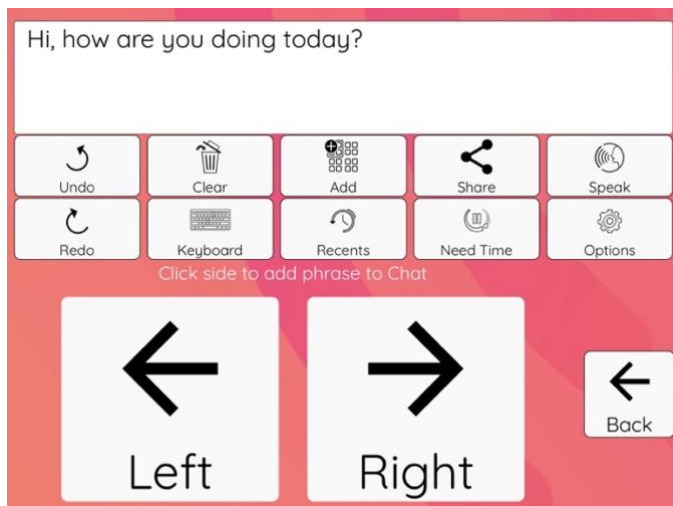 Hi, how are you doing today?
Undo Clear Add Share Speak
Redo Keyboard Recents Need Time Options
Click side to add phrase to Chat
Left Right Back